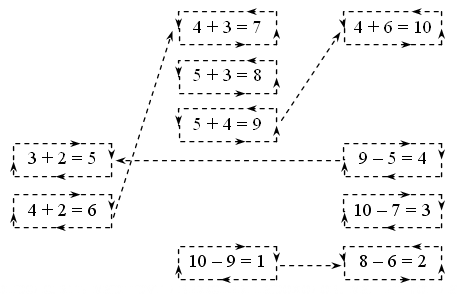 4 + 3 = 7
4 + 6 = 10
5 + 3 = 8
5 + 4 = 9
3 + 2 = 5
9 – 5 = 4
4 + 2 = 6
10 – 7 = 3
10 – 9 = 1
8 – 6 = 2